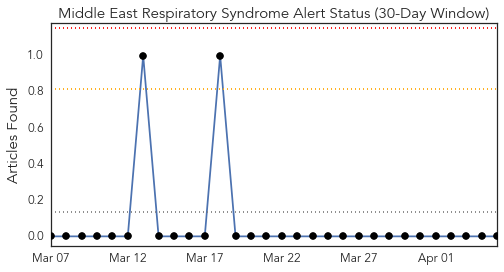 Middle East Respiratory Syndrome Alert Status (30-Day Window)
Articles Found
1.0
0.8
0.6
0.4
0.2
0.0
Mar 07 Mar 12 Mar 17 Mar 22 Mar 27 Apr 01